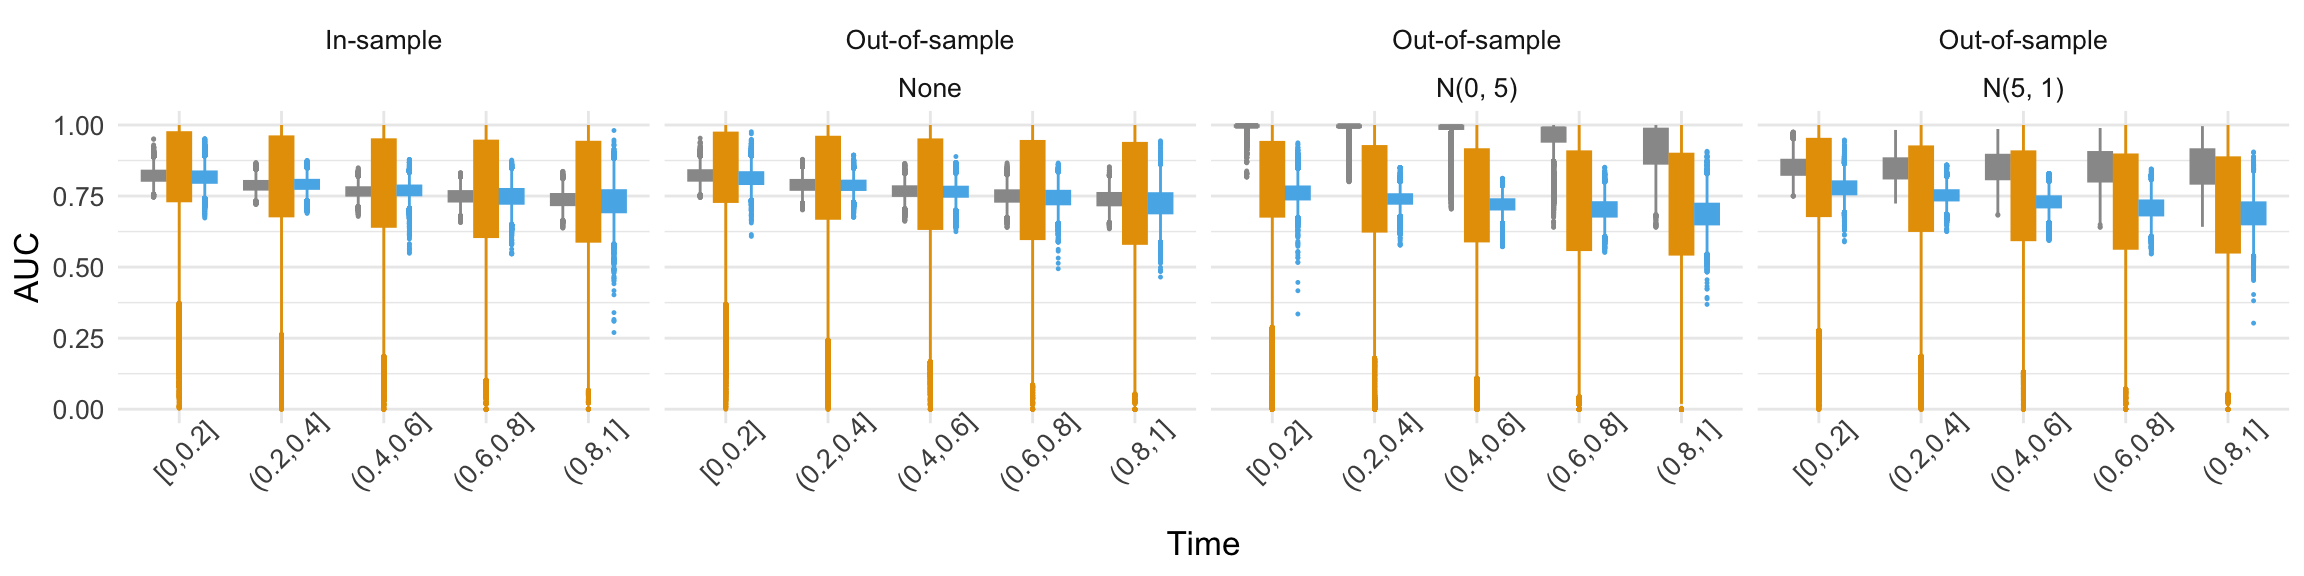 In-sample
Out-of-sample
Out-of-sample
Out-of-sample
None
N(0, 5)
N(5, 1)
AUC
1.00
0.75
0.50
0.25
0.00
[0,0.2]
(0.2,0.4]
(0.4,0.6]
(0.6,0.8]
(0.8,1]
[0,0.2]
(0.2,0.4]
(0.4,0.6]
(0.6,0.8]
(0.8,1]
[0,0.2]
(0.2,0.4]
(0.4,0.6]
(0.6,0.8]
(0.8,1]
[0,0.2]
(0.2,0.4]
(0.4,0.6]
(0.6,0.8]
(0.8,1]
Time